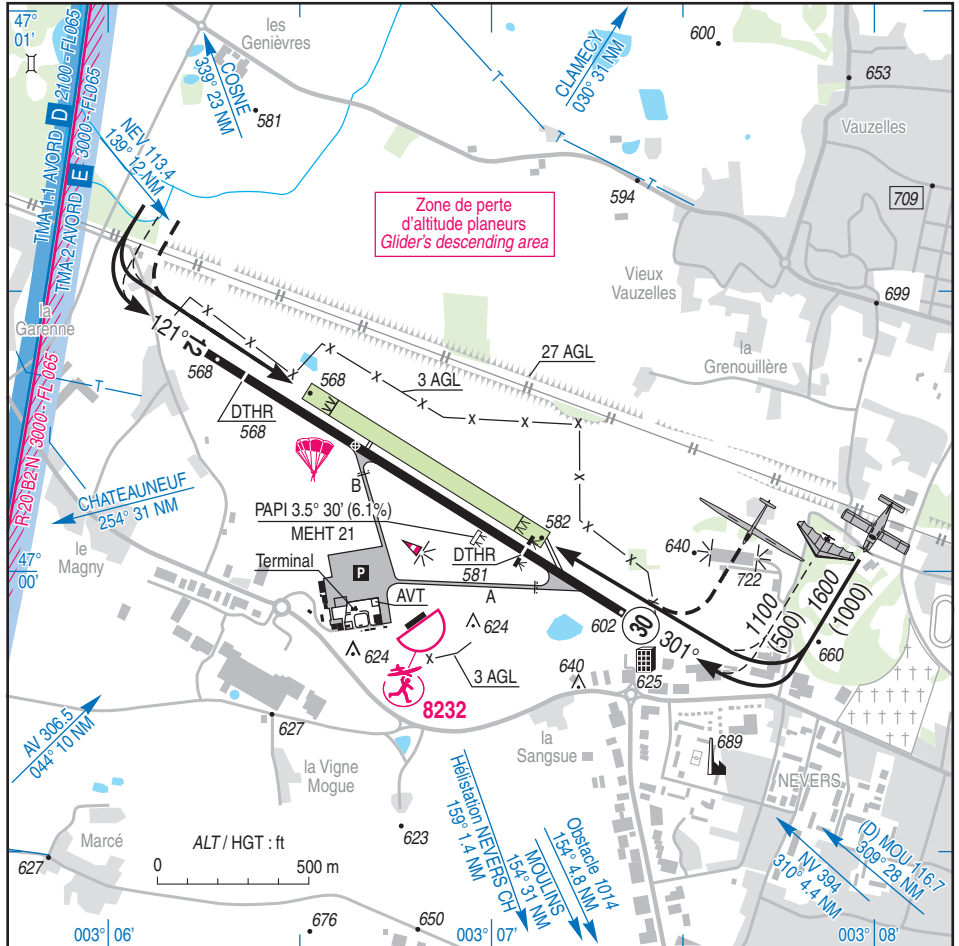 47°
01'
les
Genièvres
COSNE
339° 23 NM
CLAMECY
030° 31 NM
600
653
581
Vauzelles
TMA 1.1 AVORD D 2100 - FL065
TMA 2 AVORD E 3000 - FL065
NEV 113.4
139° 12 NM
T
T
T
594
709
Zone de perte
d'altitude planeurs
Glider's descending area
Vieux
Vauzelles
699
la
Garenne
121°
12
27 AGL
la
Grenouillère
568
568
3 AGL
T
DTHR
568
R 20 B2 N 3000 - FL 065
CHATEAUNEUF
254° 31 NM
B
PAPI 3.5° 30' (6.1%)
MEHT 21
582
640
722
47°
00'
le
Magny
Terminal
P
DTHR
581
AVT
A
1100
(500)
1600
(1000)
602
30
301°
624
624
660
3 AGL
640
625
8232
AV 306.5
044° 10 NM
627
la
Sangsue
689
la Vigne
Mogue
NEVERS
Hélistation NEVERS CH
159° 1.4 NM
MOULINS
154° 31 NM
Obstacle 1014
154° 4.8 NM
(D) MOU 116.7
309° 28 NM
NV 394
310° 4.4 NM
Marcé
623
ALT / HGT : ft
627
0
500 m
676
650
003° 06'
003° 07'
003° 08'